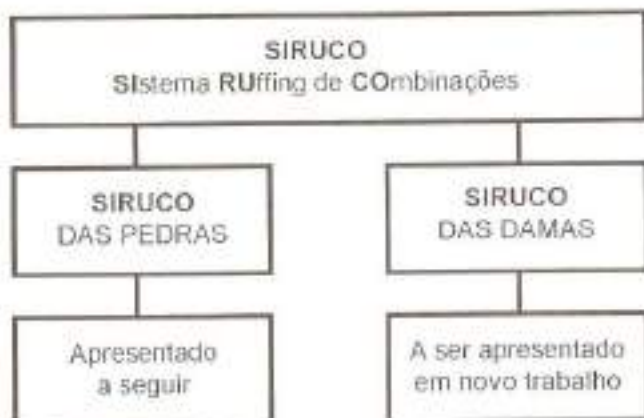 SIRUCO
SIstema RUffing de COmbinações
SIRUCO
DAS PEDRAS
SIRUCO
DAS DAMAS
Apresentado
a seguir
A ser apresentado
em novo trabalho